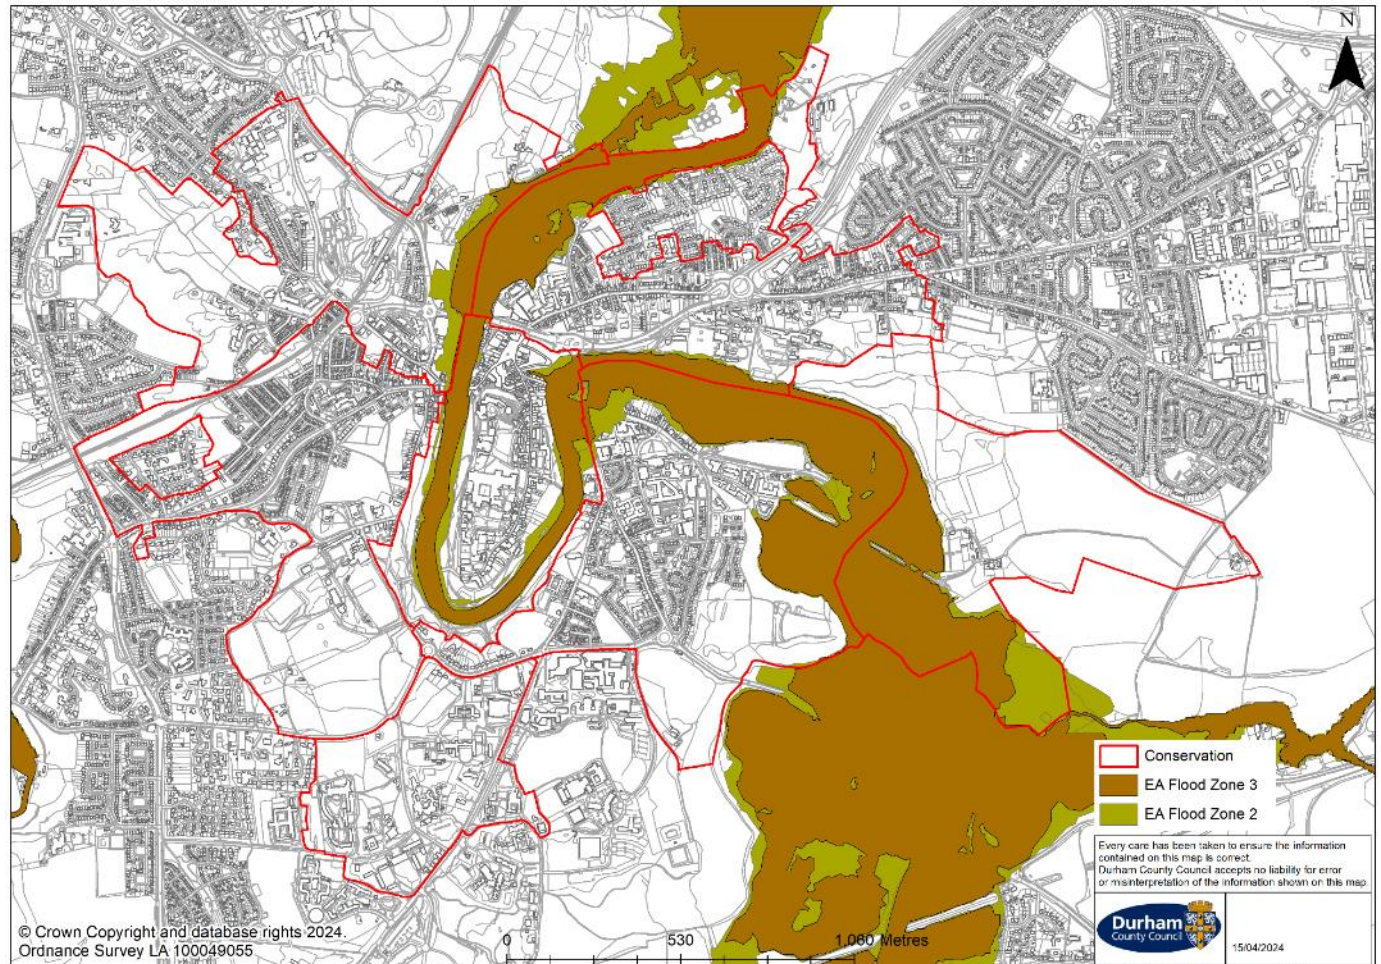 N
Conservation
EA Flood Zone 3
EA Flood Zone 2
Every care has been taken to ensure the information
contained on this map is correct.
Durham County Council accepts no liability for error
or misinterpretation of the information shown on this map.
Durham
County Council
15/04/2024
© Crown Copyright and database rights 2024.
Ordnance Survey LA 100049055
0 530 1,060 Metres